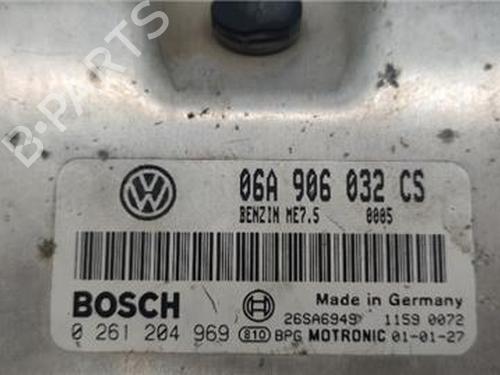 B-PARTS
06A 906 032 CS
BENZIN ME7.5 0005
BOSCH
Made in Germany
0 261 204 969
26SA6949 1159 0072
810 BPG MOTRONIC 01-01-27